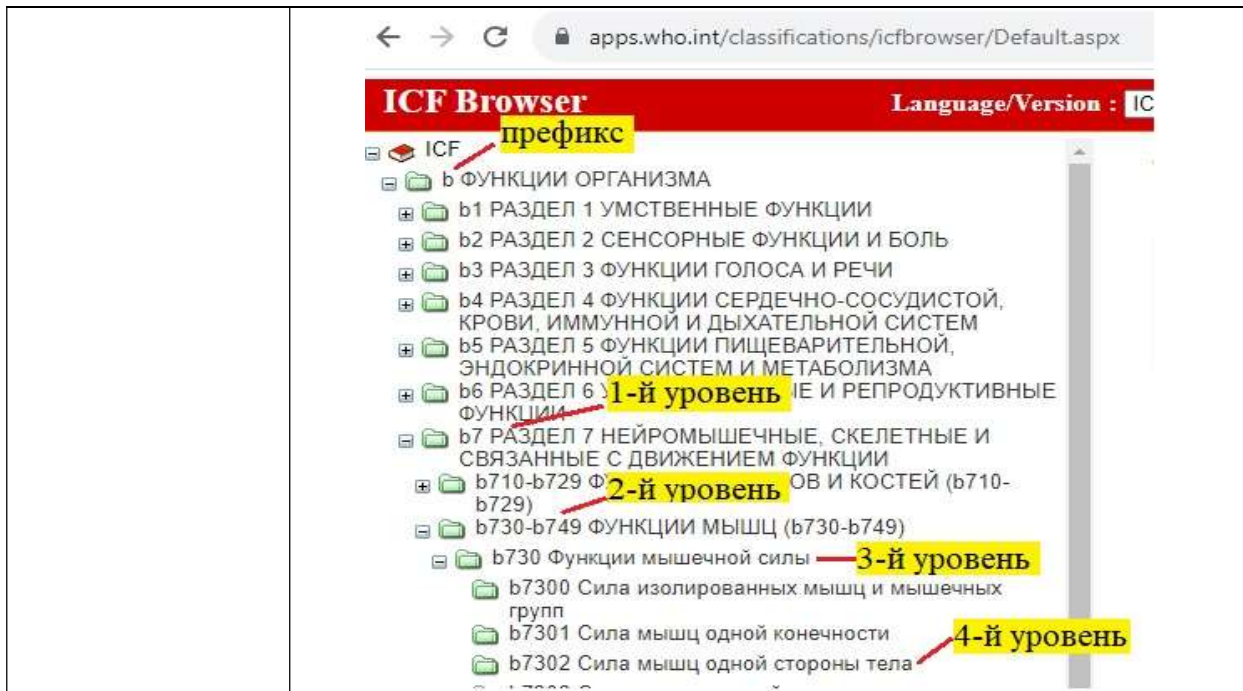 apps.who.int/classifications/icfbrowser/Default.aspx
ICF Browser Language/Version : IC
префикс
ICF
b ФУНКЦИИ ОРГАНИЗМА
b1 РАЗДЕЛ 1 УМСТВЕННЫЕ ФУНКЦИИ
b2 РАЗДЕЛ 2 СЕНСОРНЫЕ ФУНКЦИИ И БОЛЬ
b3 РАЗДЕЛ 3 ФУНКЦИИ ГОЛОСА И РЕЧИ
b4 РАЗДЕЛ 4 ФУНКЦИИ СЕРДЕЧНО-СОСУДИСТОЙ,
КРОВИ, ИММУННОЙ И ДЫХАТЕЛЬНОЙ СИСТЕМ
b5 РАЗДЕЛ 5 ФУНКЦИИ ПИЩЕВАРИТЕЛЬНОЙ,
ЭНДОКРИННОЙ СИСТЕМ И МЕТАБОЛИЗМА
b6 РАЗДЕЛ 6 1-й уровень И РЕПРОДУКТИВНЫЕ
ФУНКЦИИ
b7 РАЗДЕЛ 7 НЕЙРОМЫШЕЧНЫЕ, СКЕЛЕТНЫЕ И
СВЯЗАННЫЕ С ДВИЖЕНИЕМ ФУНКЦИИ
b710-b729 2-й уровень И КОСТЕЙ (b710-
b729)
b730-b749 ФУНКЦИИ МЫШЦ (b730-b749)
b730 Функции мышечной силы 3-й уровень
b7300 Сила изолированных мышц и мышечных
групп
b7301 Сила мышц одной конечности
4-й уровень
b7302 Сила мышц одной стороны тела